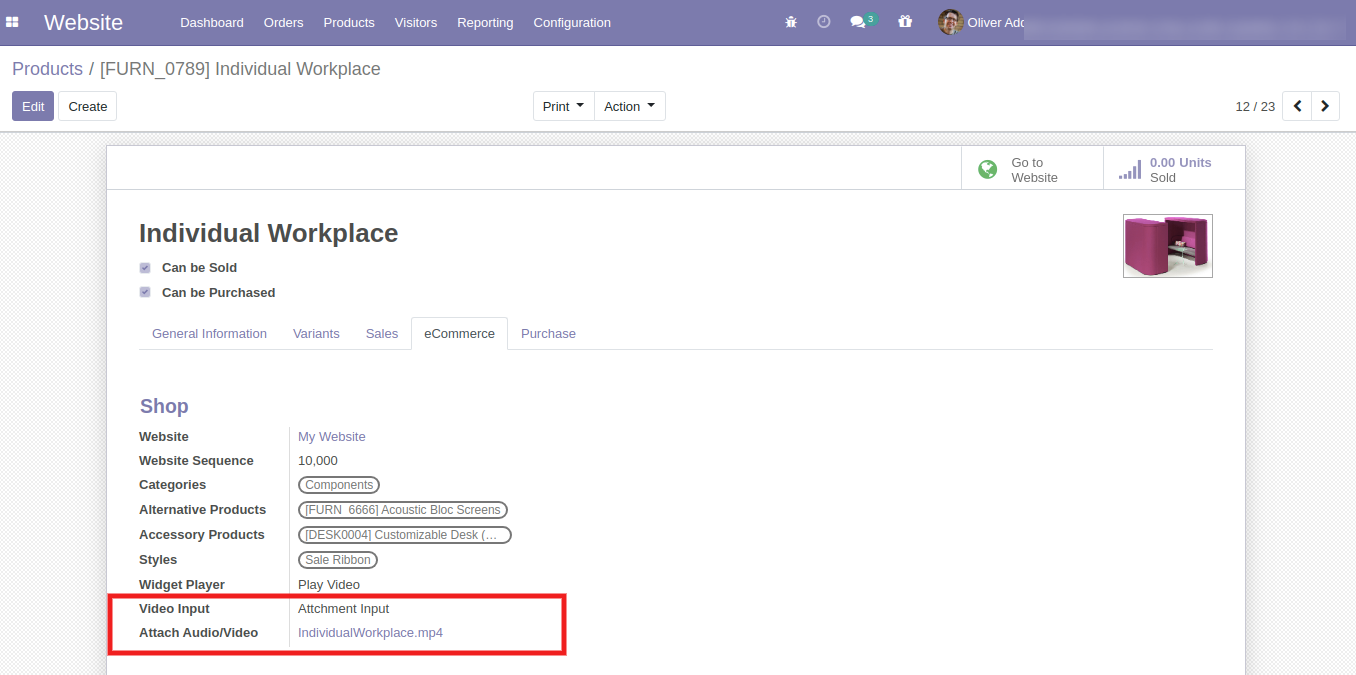 Website Dashboard Orders Products Visitors Reporting Configuration 3 Oliver
Products / [FURN_0789] Individual Workplace
Edit Create Print Action 12 / 23
Go to
Website
0.00 Units
Sold
Individual Workplace
Can be Sold
Can be Purchased
General Information Variants Sales eCommerce Purchase
Shop
Website My Website
Website Sequence 10,000
Categories Components
Alternative Products [FURN_6666] Acoustic Bloc Screens
Accessory Products [DESK0004] Customizable Desk (…
Styles Sale Ribbon
Widget Player Play Video
Video Input Attchment Input
Attach Audio/Video IndividualWorkplace.mp4